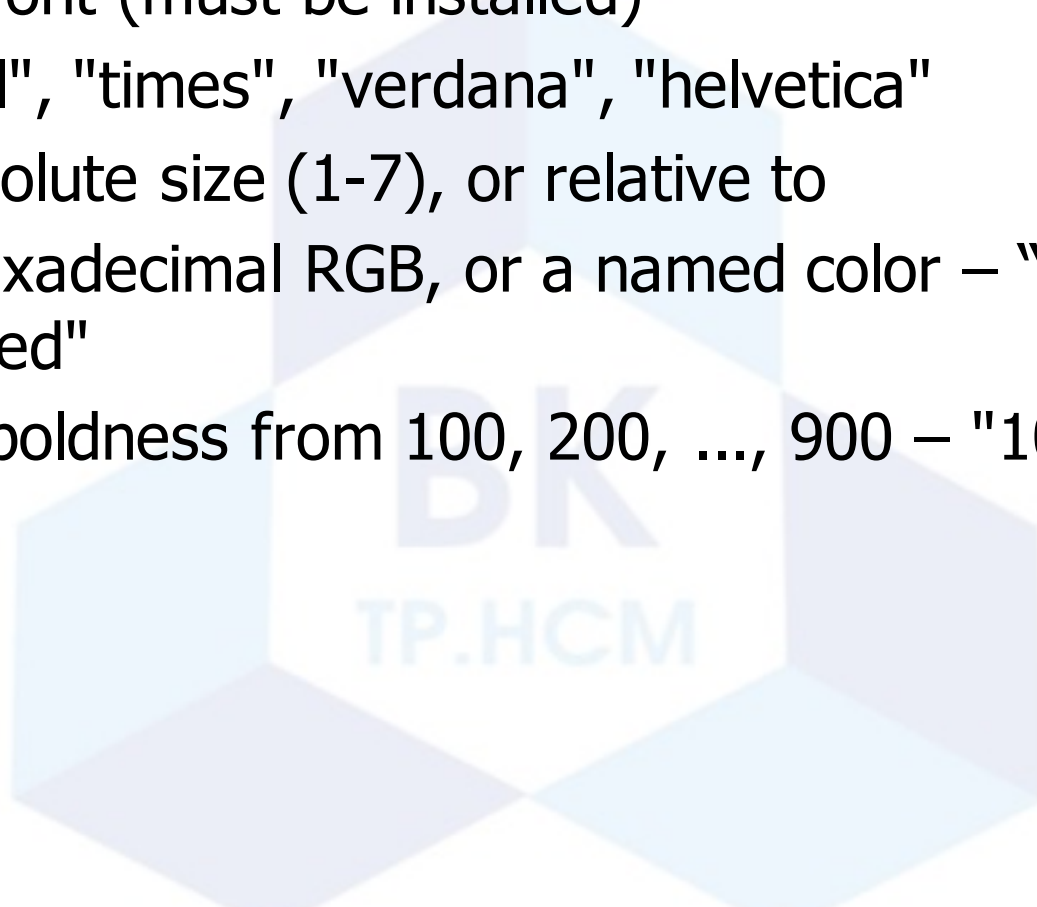 ont (must be installed)
", "times", "verdana", "helvetica"
olute size (1-7), or relative to
xadecimal RGB, or a named color – “
ed"
boldness from 100, 200, ..., 900 – "10
BK
TP.HCM